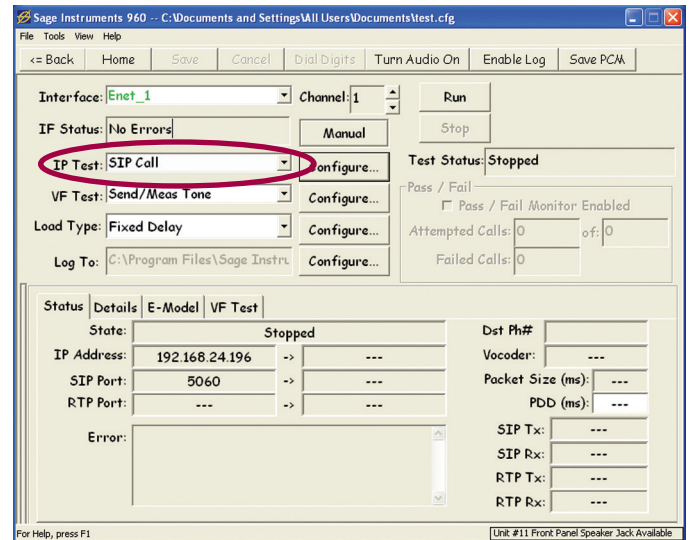 Sage Instruments 960 -- C:\Documents and Settings\All Users\Documents\test.cfg
File Tools View Help
<= Back Home Save Cancel Dial Digits Turn Audio On Enable Log Save PCM
Interface: Enet_1 Channel: 1 Run
IF Status: No Errors Manual Stop
IP Test: SIP Call Configure... Test Status: Stopped
VF Test: Send/Meas Tone Configure... Pass / Fail
Pass / Fail Monitor Enabled
Load Type: Fixed Delay Configure... Attempted Calls: 0 of: 0
Log To: C:\Program Files\Sage Instru Configure... Failed Calls: 0
Status Details E-Model VF Test
State: Stopped Dst Ph#
IP Address: 192.168.24.196 -> --- Vocoder: ---
SIP Port: 5060 -> --- Packet Size (ms): ---
RTP Port: --- -> --- PDD (ms): ---
Error: SIP Tx: ---
SIP Rx: ---
RTP Tx: ---
RTP Rx: ---
For Help, press F1 Unit #11 Front Panel Speaker Jack Available